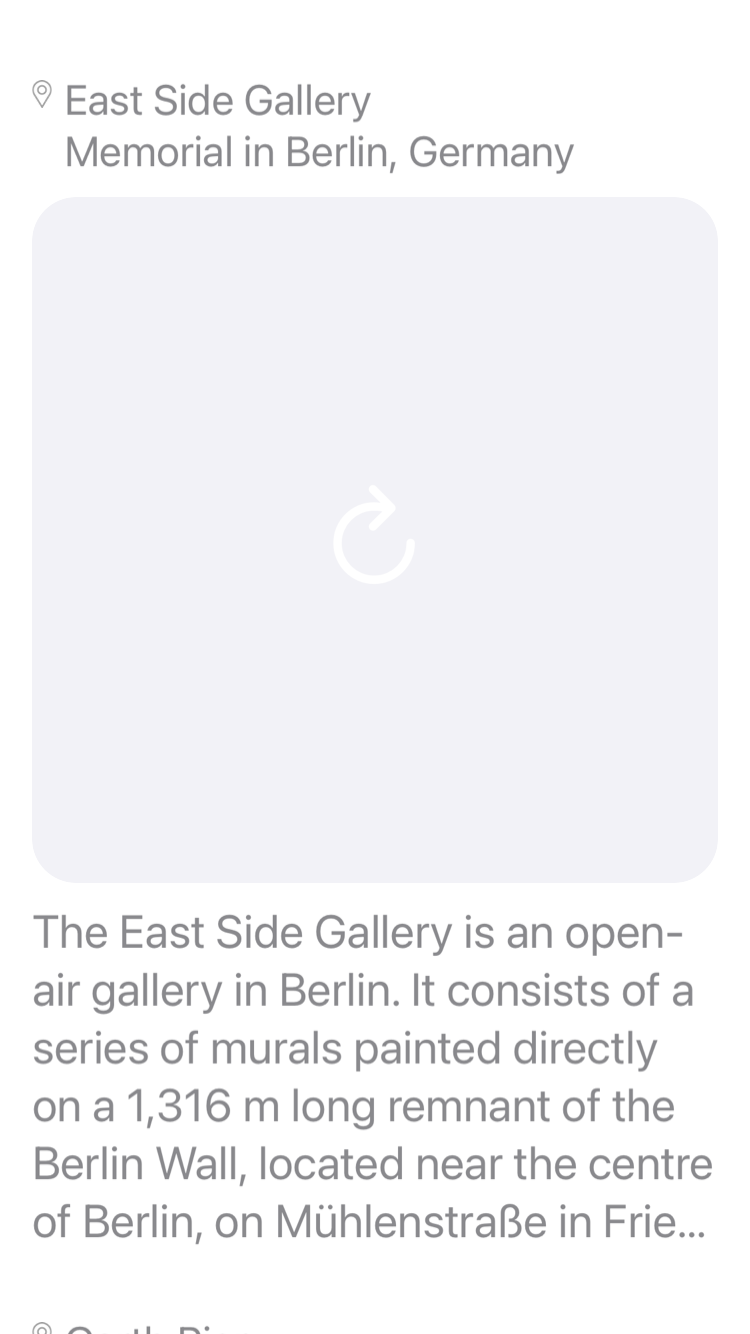 East Side Gallery
Memorial in Berlin, Germany
The East Side Gallery is an open-
air gallery in Berlin. It consists of a
series of murals painted directly
on a 1,316 m long remnant of the
Berlin Wall, located near the centre
of Berlin, on Mühlenstraße in Frie...